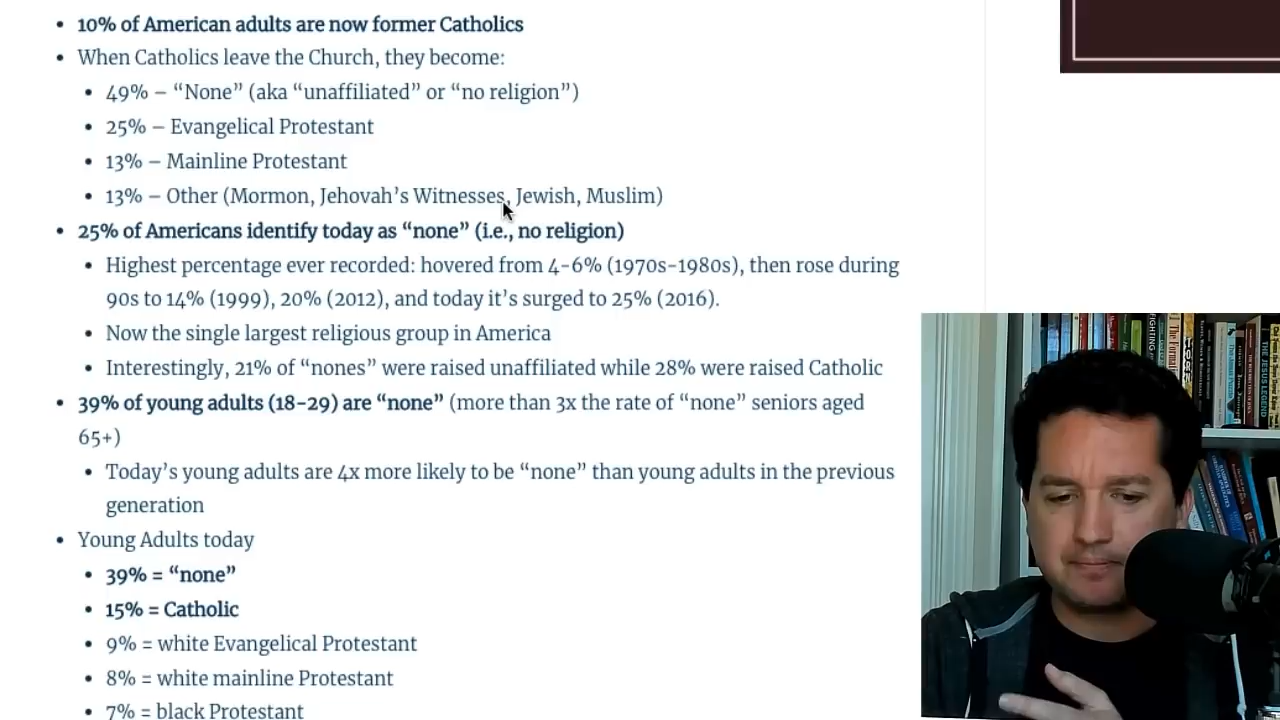 10% of American adults are now former Catholics
When Catholics leave the Church, they become:
49% – “None” (aka “unaffiliated” or “no religion”)
25% – Evangelical Protestant
13% – Mainline Protestant
13% – Other (Mormon, Jehovah’s Witnesses, Jewish, Muslim)
25% of Americans identify today as “none” (i.e., no religion)
Highest percentage ever recorded: hovered from 4-6% (1970s-1980s), then rose during
90s to 14% (1999), 20% (2012), and today it’s surged to 25% (2016).
Now the single largest religious group in America
Interestingly, 21% of “nones” were raised unaffiliated while 28% were raised Catholic
39% of young adults (18-29) are “none” (more than 3x the rate of “none” seniors aged
65+)
Today’s young adults are 4x more likely to be “none” than young adults in the previous
generation
Young Adults today
39% = “none”
15% = Catholic
9% = white Evangelical Protestant
8% = white mainline Protestant
7% = black Protestant
THE JESUS LEGEND